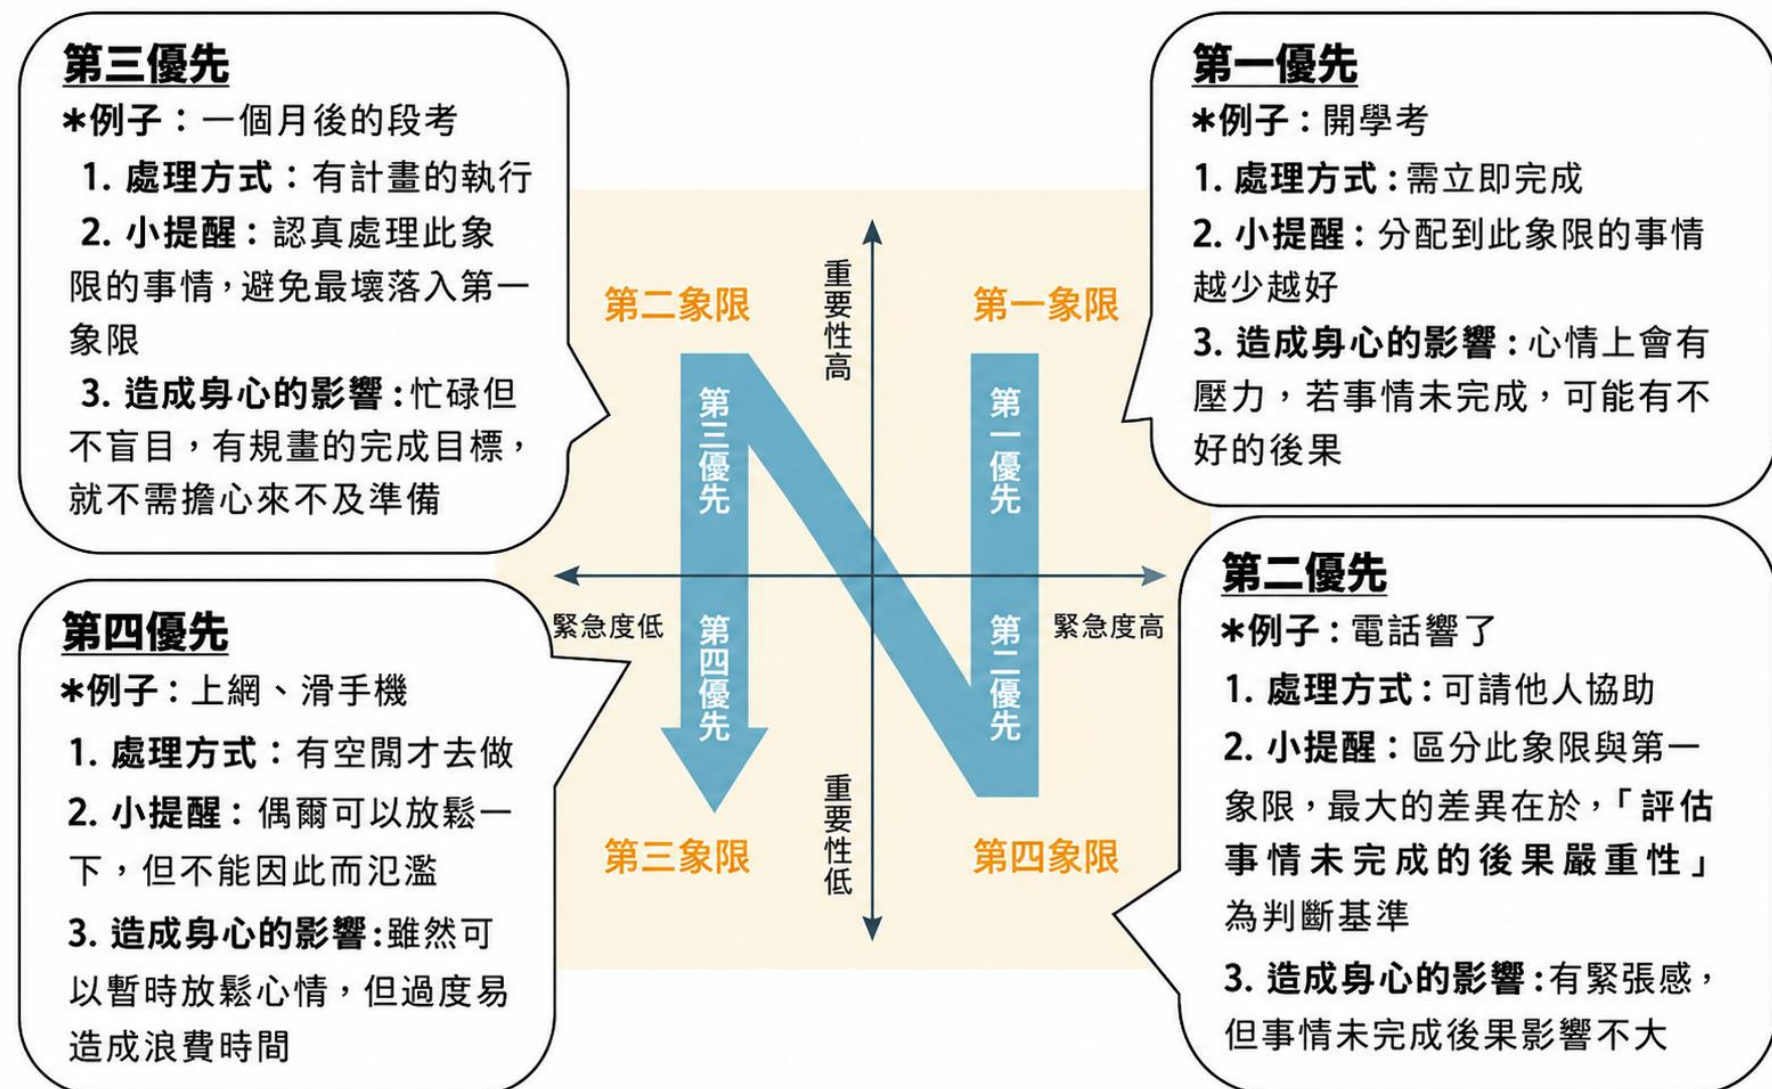 第三優先
*例子：一個月後的段考
1. 處理方式：有計畫的執行
2. 小提醒：認真處理此象
限的事情，避免最壞落入第一
象限
3. 造成身心的影響：忙碌但
不盲目，有規畫的完成目標，
就不需擔心來不及準備
第一優先
*例子：開學考
1. 處理方式：需立即完成
2. 小提醒：分配到此象限的事情
越少越好
3. 造成身心的影響：心情上會有
壓力，若事情未完成，可能有不
好的後果
第二象限
重要性高
第一象限
第三優先
第一優先
緊急度低
緊急度高
第四優先
第二優先
第三象限
重要性低
第四象限
第四優先
*例子：上網、滑手機
1. 處理方式：有空閒才去做
2. 小提醒：偶爾可以放鬆一
下，但不能因此而氾濫
3. 造成身心的影響：雖然可
以暫時放鬆心情，但過度易
造成浪費時間
第二優先
*例子：電話響了
1. 處理方式：可請他人協助
2. 小提醒：區分此象限與第一
象限，最大的差異在於，「評估
事情未完成的後果嚴重性」
為判斷基準
3. 造成身心的影響：有緊張感，
但事情未完成後果影響不大